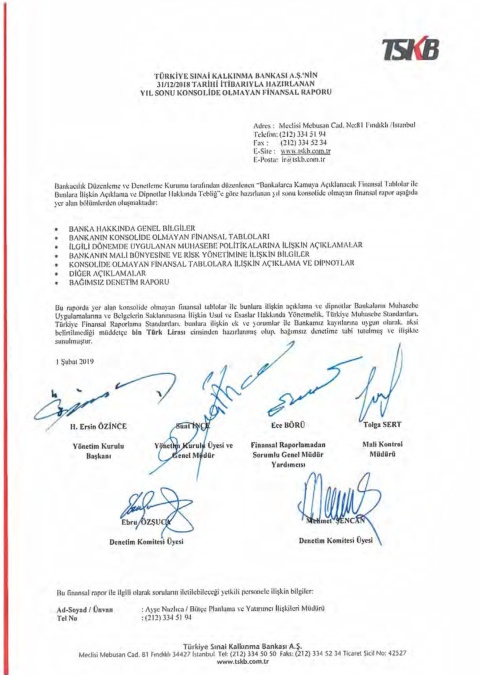 TSKB
TÜRKİYE SINAİ KALKINMA BANKASI A.Ş.'NİN
31/12/2018 TARİHİ İTİBARIYLA HAZIRLANAN
YIL SONU KONSOLİDE OLMAYAN FİNANSAL RAPORU
Adres : Meclisi Mebusan Cad. No:81 Fındıklı /İstanbul
Telefon: (212) 334 51 94
Fax : (212) 334 52 34
E-Site : www.tskb.com.tr
E-Posta: ir@tskb.com.tr
Bankacılık Düzenleme ve Denetleme Kurumu tarafından düzenlenen "Bankalarca Kamuya Açıklanacak Finansal Tablolar ile
Bunlara İlişkin Açıklama ve Dipnotlar Hakkında Tebliğ"e göre hazırlanan yıl sonu konsolide olmayan finansal rapor aşağıda
yer alan bölümlerden oluşmaktadır:
• BANKA HAKKINDA GENEL BİLGİLER
• BANKANIN KONSOLİDE OLMAYAN FİNANSAL TABLOLARI
• İLGİLİ DÖNEMDE UYGULANAN MUHASEBE POLİTİKALARINA İLİŞKİN AÇIKLAMALAR
• BANKANIN MALİ BÜNYESİNE VE RİSK YÖNETİMİNE İLİŞKİN BİLGİLER
• KONSOLİDE OLMAYAN FİNANSAL TABLOLARA İLİŞKİN AÇIKLAMA VE DİPNOTLAR
• DİĞER AÇIKLAMALAR
• BAĞIMSIZ DENETİM RAPORU
Bu raporda yer alan konsolide olmayan finansal tablolar ile bunlara ilişkin açıklama ve dipnotlar Bankaların Muhasebe
Uygulamalarına ve Belgelerin Saklanmasına İlişkin Usul ve Esaslar Hakkında Yönetmelik, Türkiye Muhasebe Standartları,
Türkiye Finansal Raporlama Standartları, bunlara ilişkin ek ve yorumlar ile Bankamız kayıtlarına uygun olarak, aksi
belirtilmediği müddetçe bin Türk Lirası cinsinden hazırlanmış olup, bağımsız denetime tabi tutulmuş ve ilişikte
sunulmuştur.
1 Şubat 2019
H. Ersin ÖZİNCE Suat İNCE Ece BÖRÜ Tolga SERT
Yönetim Kurulu Yönetim Kurulu Üyesi ve Finansal Raporlamadan Mali Kontrol
Başkanı Genel Müdür Sorumlu Genel Müdür Müdürü
Yardımcısı
Ebru ÖZŞUCA Mehmet ŞENCAN
Denetim Komitesi Üyesi Denetim Komitesi Üyesi
Bu finansal rapor ile ilgili olarak soruların iletilebileceği yetkili personele ilişkin bilgiler:
Ad-Soyad / Ünvan : Ayşe Nazlıca / Bütçe Planlama ve Yatırımcı İlişkileri Müdürü
Tel No : (212) 334 51 94
Türkiye Sınai Kalkınma Bankası A.Ş.
Meclisi Mebusan Cad. 81 Fındıklı 34427 İstanbul Tel: (212) 334 50 50 Faks: (212) 334 52 34 Ticaret Sicil No: 42527
www.tskb.com.tr